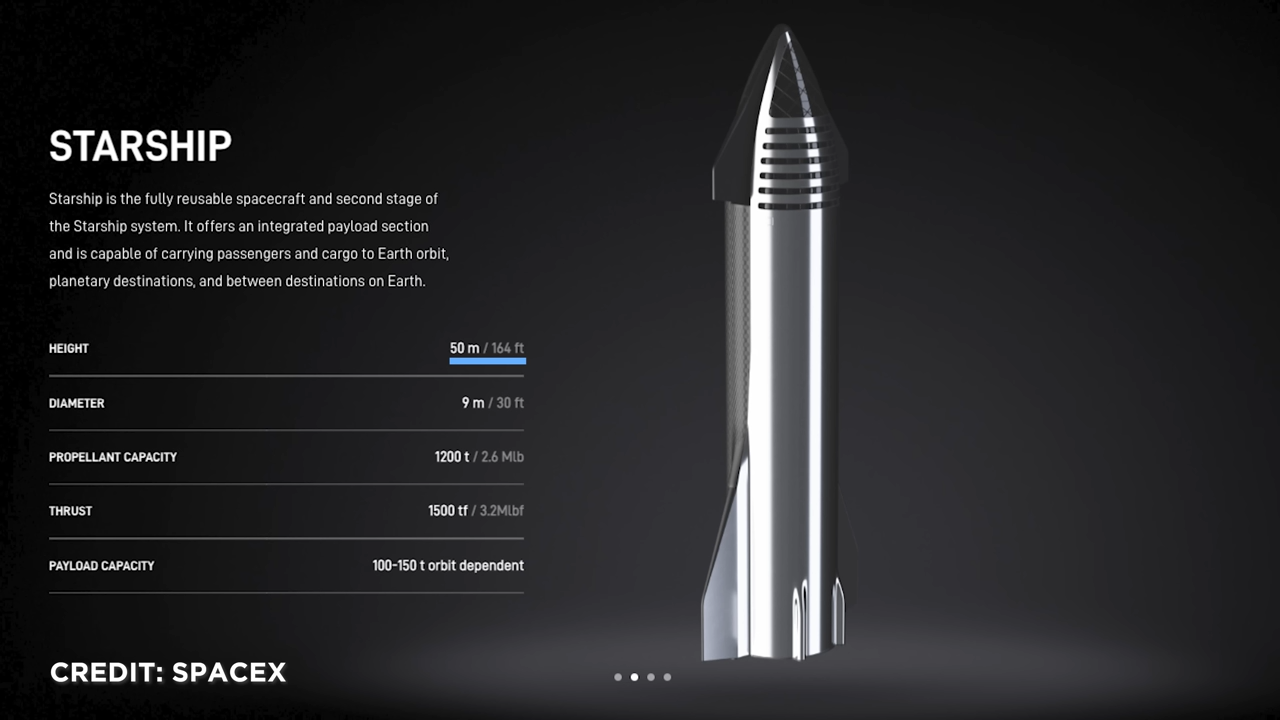 STARSHIP
Starship is the fully reusable spacecraft and second stage of
the Starship system. It offers an integrated payload section
and is capable of carrying passengers and cargo to Earth orbit,
planetary destinations, and between destinations on Earth.
HEIGHT 50 m / 164 ft
DIAMETER 9 m / 30 ft
PROPELLANT CAPACITY 1200 t / 2.6 Mlb
THRUST 1500 tf / 3.2Mlbf
PAYLOAD CAPACITY 100-150 t orbit dependent
CREDIT: SPACEX